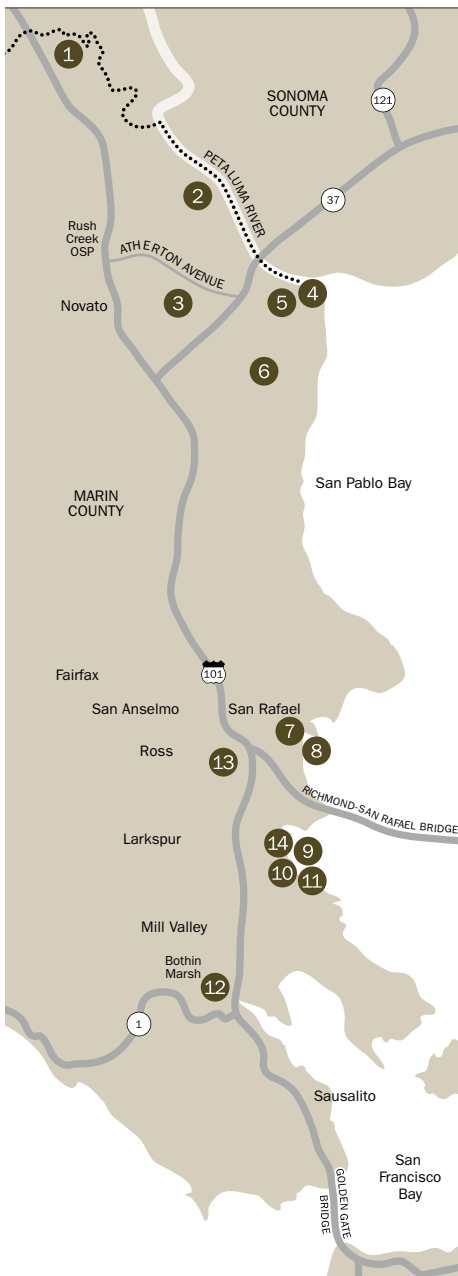 1
SONOMA
COUNTY
121
PETALUMA RIVER
2
37
Rush
Creek
OSP
ATHERTON AVENUE
Novato
3
5
4
6
San Pablo Bay
MARIN
COUNTY
Fairfax
101
San Anselmo
San Rafael
7
8
Ross
13
RICHMOND-SAN RAFAEL BRIDGE
Larkspur
14
9
10
11
Mill Valley
Bothin
Marsh
12
1
Sausalito
San
Francisco
Bay
GOLDEN GATE
BRIDGE